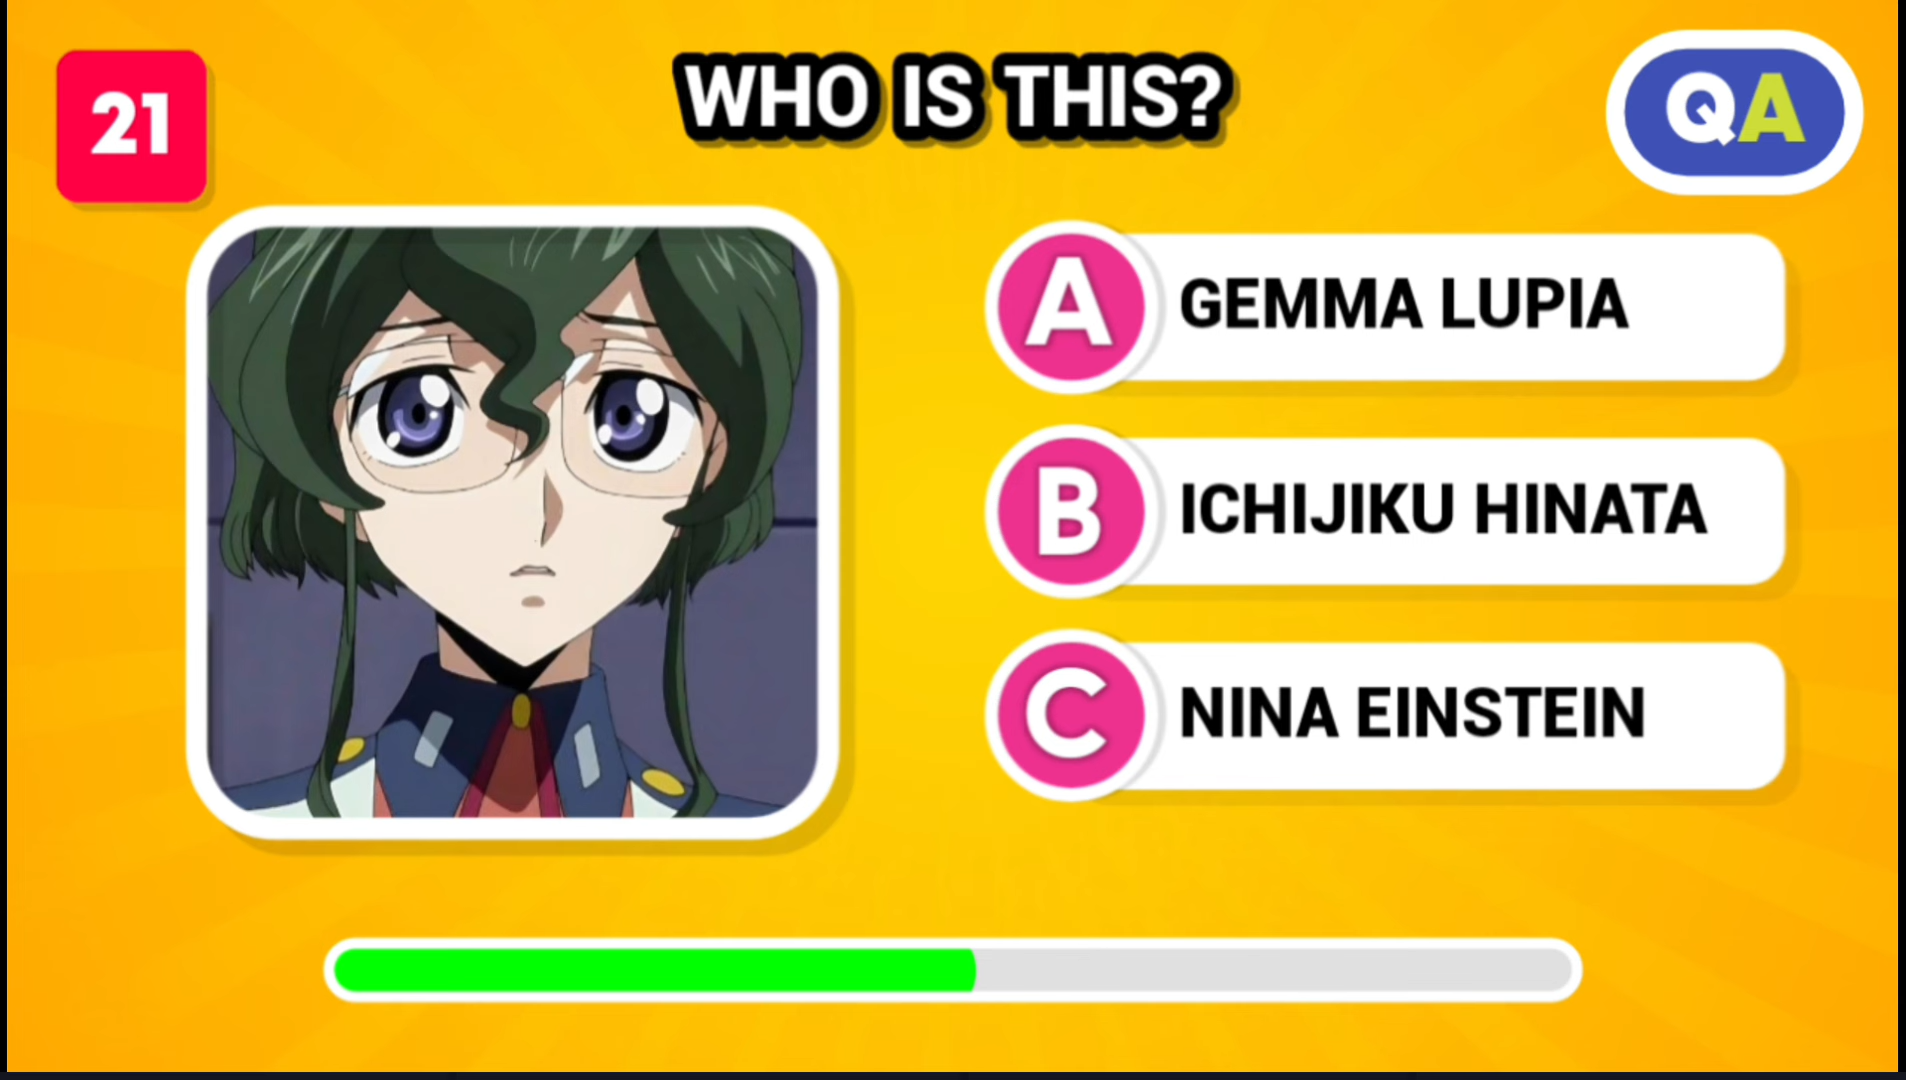 21
WHO IS THIS?
QA
A GEMMA LUPIA
B ICHIJIKU HINATA
C NINA EINSTEIN